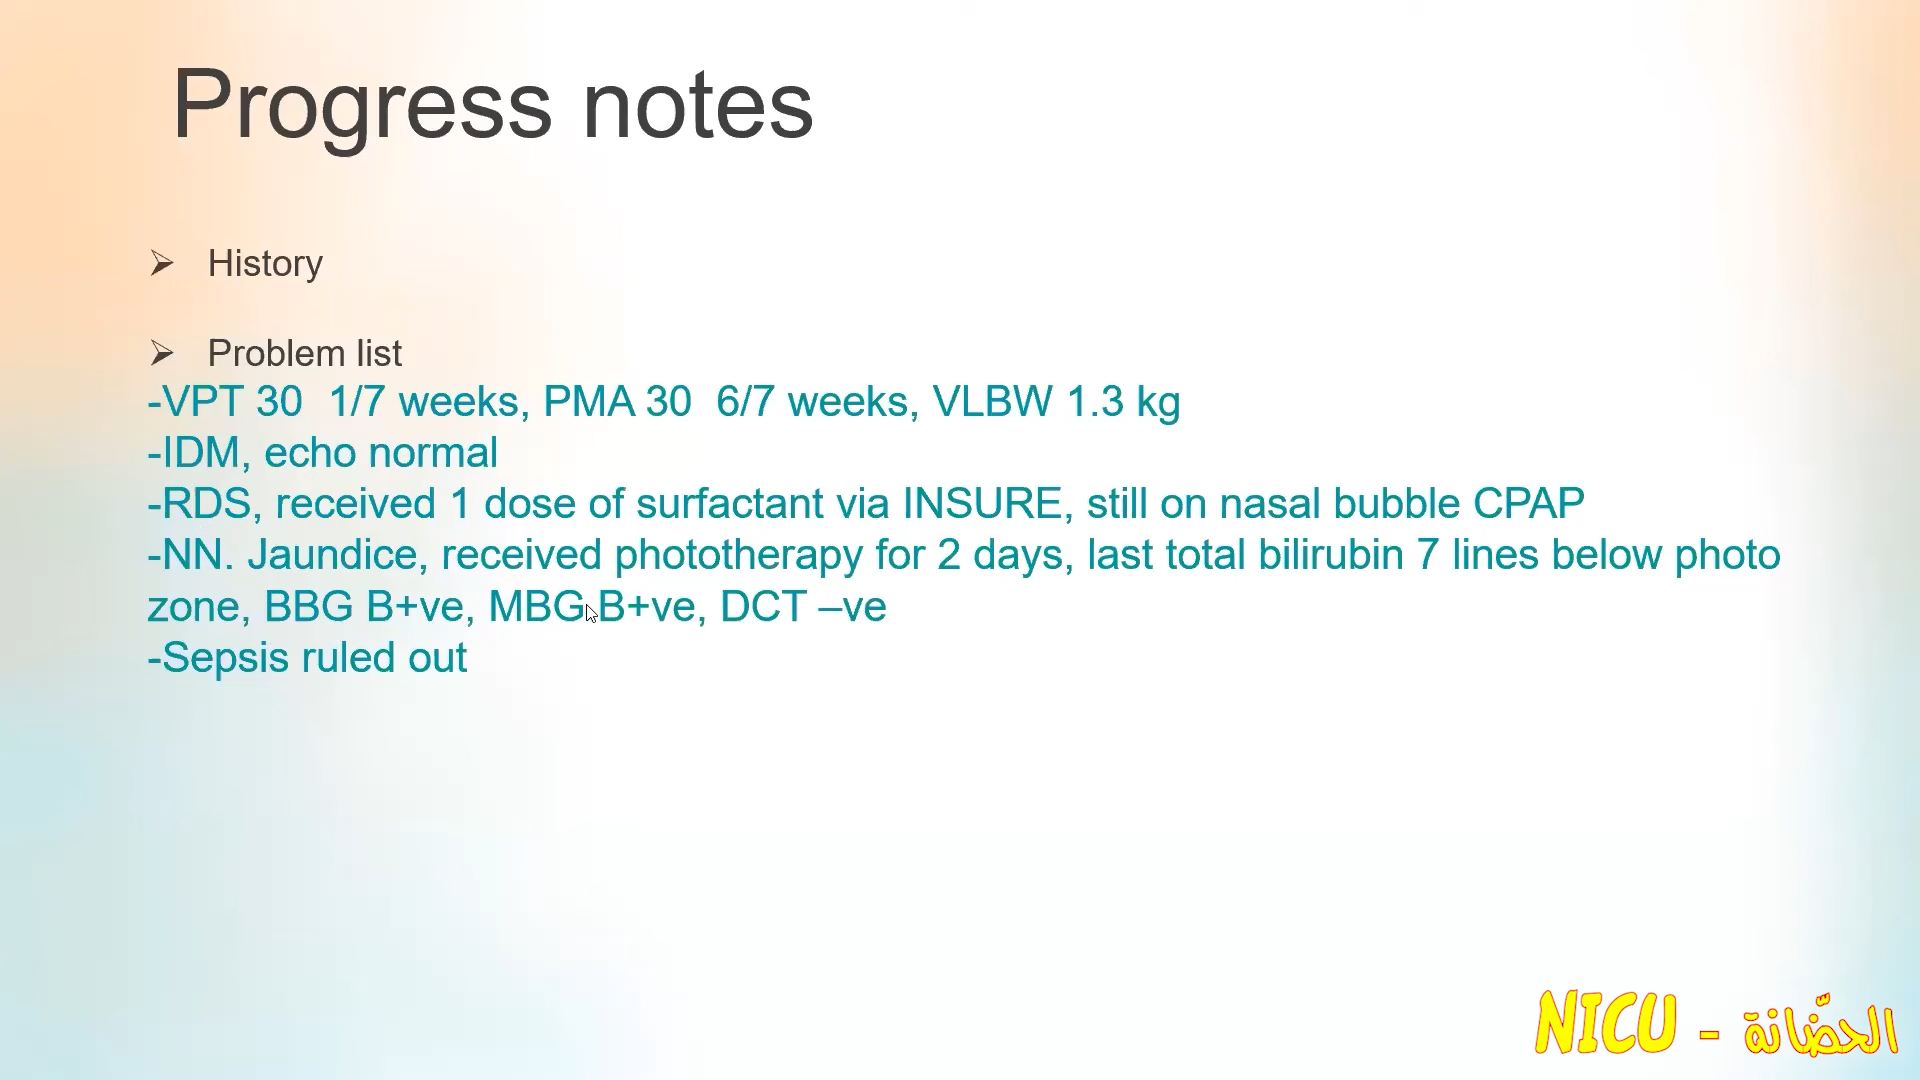 Progress notes
➢ History
➢ Problem list
-VPT 30 1/7 weeks, PMA 30 6/7 weeks, VLBW 1.3 kg
-IDM, echo normal
-RDS, received 1 dose of surfactant via INSURE, still on nasal bubble CPAP
-NN. Jaundice, received phototherapy for 2 days, last total bilirubin 7 lines below photo
zone, BBG B+ve, MBG B+ve, DCT –ve
-Sepsis ruled out
NICU - الحضّانة